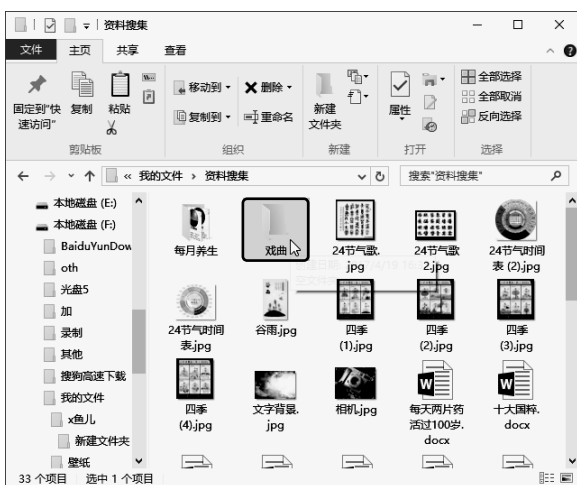 资料搜集
文件 主页 共享 查看
固定到"快
速访问"
复制
粘贴
剪贴板
移动到
复制到
删除
重命名
组织
新建
文件夹
新建
属性
打开
全部选择
全部取消
反向选择
选择
« 我的文件 › 资料搜集
搜索"资料搜集"
本地磁盘 (E:)
本地磁盘 (F:)
BaiduYunDow
oth
光盘5
加
录制
其他
搜狗高速下载
我的文件
x鱼儿
新建文件夹
壁纸
每月养生
戏曲
24节气歌.
jpg
24节气歌
2.jpg
24节气时间
表 (2).jpg
24节气时间
表.jpg
谷雨.jpg
四季
(1).jpg
四季
(2).jpg
四季
(3).jpg
四季
(4).jpg
文字背景.
jpg
相机.jpg
每天两片药
活过100岁.
docx
十大国粹.
docx
33 个项目 选中 1 个项目